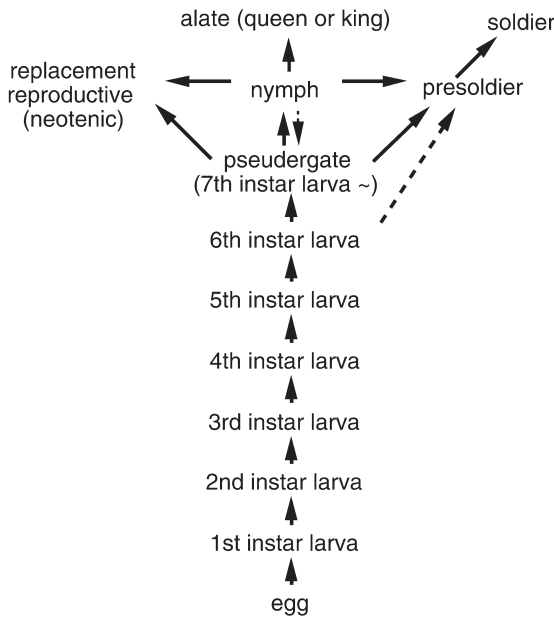 alate (queen or king)
soldier
replacement
reproductive
(neotenic)
nymph
presoldier
pseudergate
(7th instar larva ~)
6th instar larva
5th instar larva
4th instar larva
3rd instar larva
2nd instar larva
1st instar larva
egg